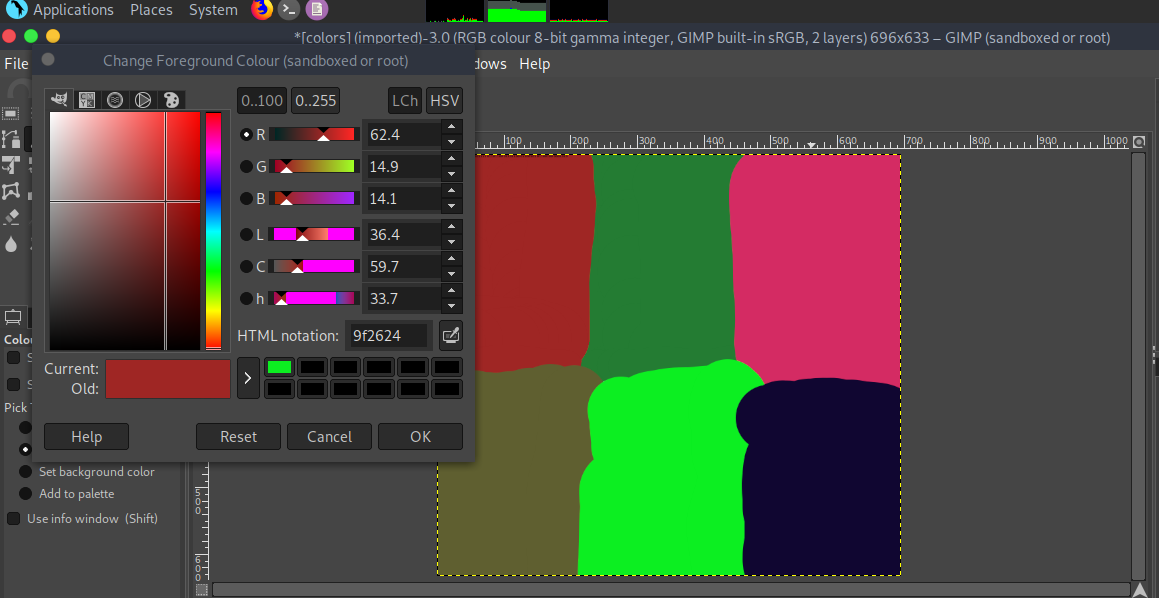 Applications Places System
*[colors] (imported)-3.0 (RGB colour 8-bit gamma integer, GIMP built-in sRGB, 2 layers) 696x633 – GIMP (sandboxed or root)
File dows Help
Change Foreground Colour (sandboxed or root)
0..100 0..255 LCh HSV
R 62.4
G 14.9
B 14.1
L 36.4
C 59.7
h 33.7
HTML notation: 9f2624
Current:
Old:
Help Reset Cancel OK
100 200 300 400 500 600 700 800 900 1000
Colou
S
S
Pick T
Set background color
Add to palette
Use info window (Shift)
500
600